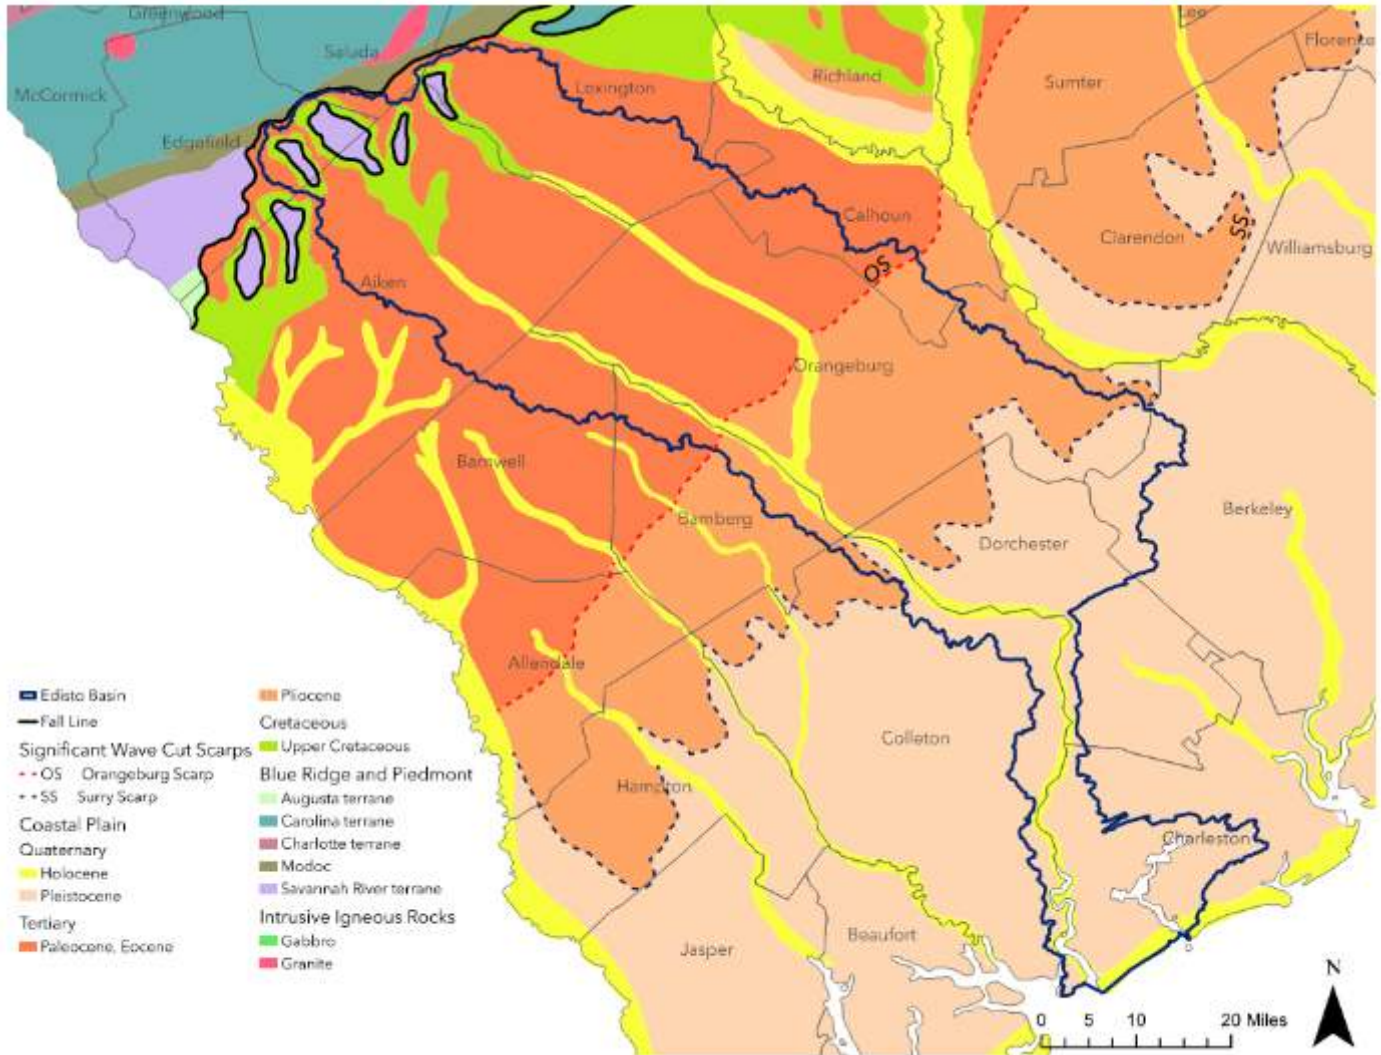 Greenwood
Lee
Florence
Saluda
Richland
Sumter
McCormick
Lexington
Edgefield
Calhoun
SS
Clarendon
Williamsburg
OS
Aiken
Orangeburg
Barnwell
Berkeley
Bamberg
Dorchester
Allendale
Colleton
Hampton
Charleston
Beaufort
Jasper
Edisto Basin
Fall Line
Significant Wave Cut Scarps
OS Orangeburg Scarp
SS Surry Scarp
Coastal Plain
Quaternary
Holocene
Pleistocene
Tertiary
Paleocene, Eocene
Pliocene
Cretaceous
Upper Cretaceous
Blue Ridge and Piedmont
Augusta terrane
Carolina terrane
Charlotte terrane
Modoc
Savannah River terrane
Intrusive Igneous Rocks
Gabbro
Granite
N
0 5 10 20 Miles